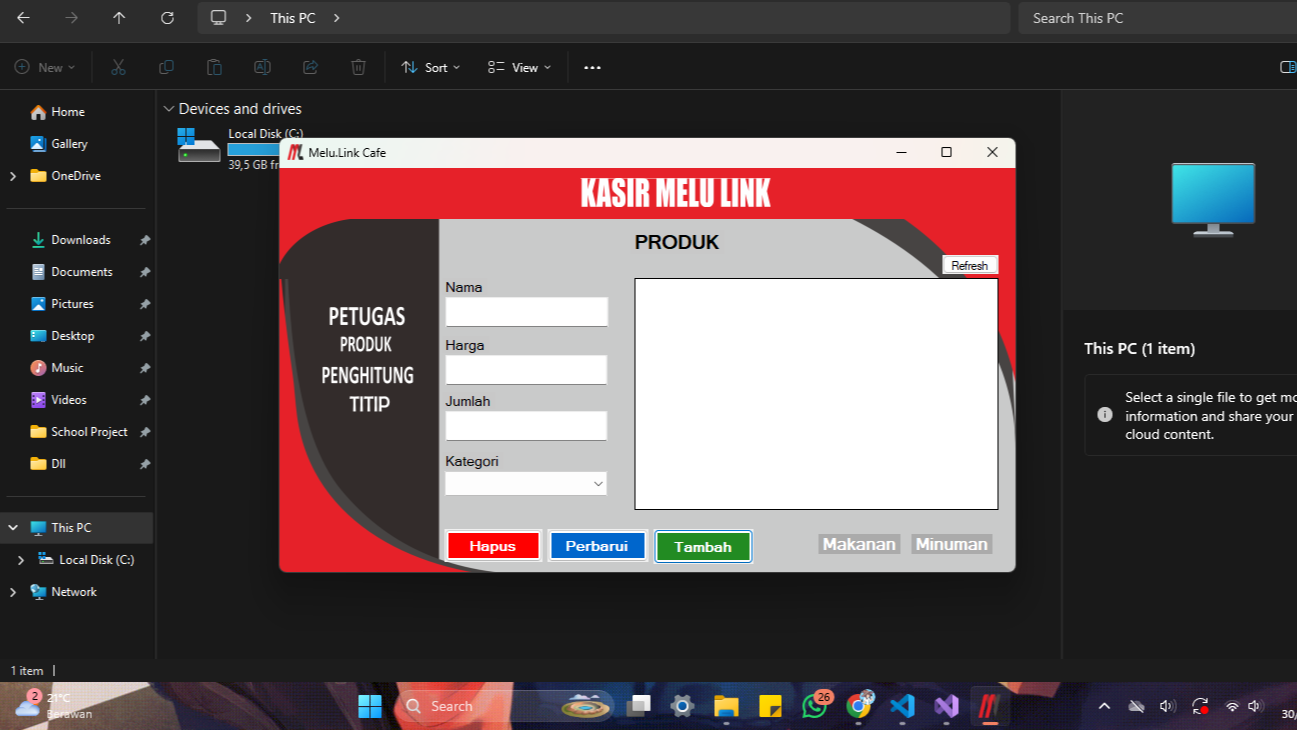 This PC
Search This PC
New
Sort
View
Home
Gallery
OneDrive
Downloads
Documents
Pictures
Desktop
Music
Videos
School Project
Dll
This PC
Local Disk (C:)
Network
1 item
Devices and drives
Local Disk (C:)
39,5 GB
Melu.Link Cafe
KASIR MELU LINK
PETUGAS
PRODUK
PENGHITUNG
TITIP
PRODUK
Refresh
Nama
Harga
Jumlah
Kategori
Hapus
Perbarui
Tambah
Makanan
Minuman
This PC (1 item)
Select a single file to get
information and share your
cloud content.
2
21°C
Berawan
Search
26
30/